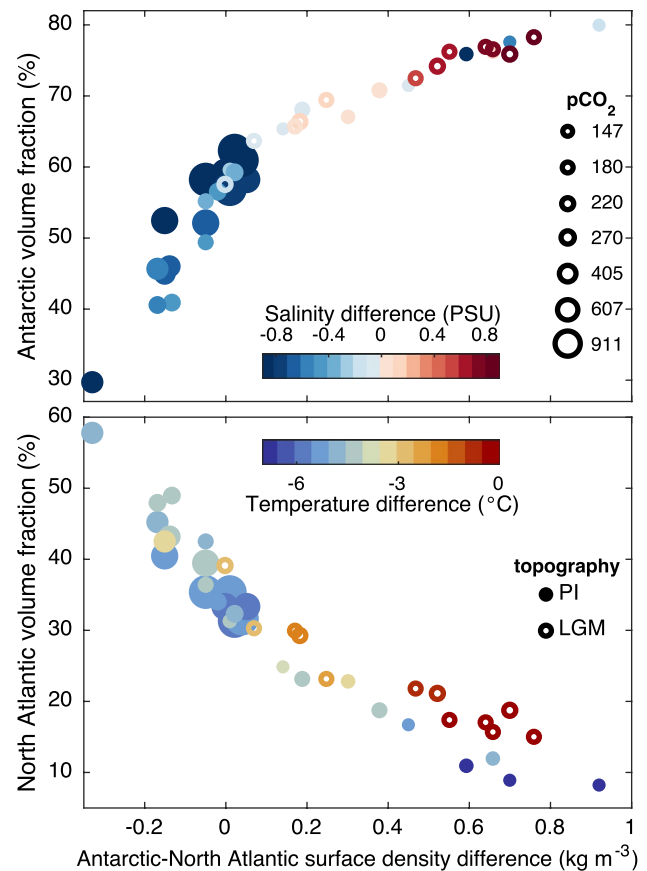 80
70
60
50
40
30
Antarctic volume fraction (%)
pCO2
147
180
220
270
405
607
911
Salinity difference (PSU)
-0.8 -0.4 0 0.4 0.8
60
50
40
30
20
10
North Atlantic volume fraction (%)
-6 -3 0
Temperature difference (°C)
topography
PI
LGM
-0.2 0 0.2 0.4 0.6 0.8 1
Antarctic-North Atlantic surface density difference (kg m-3)